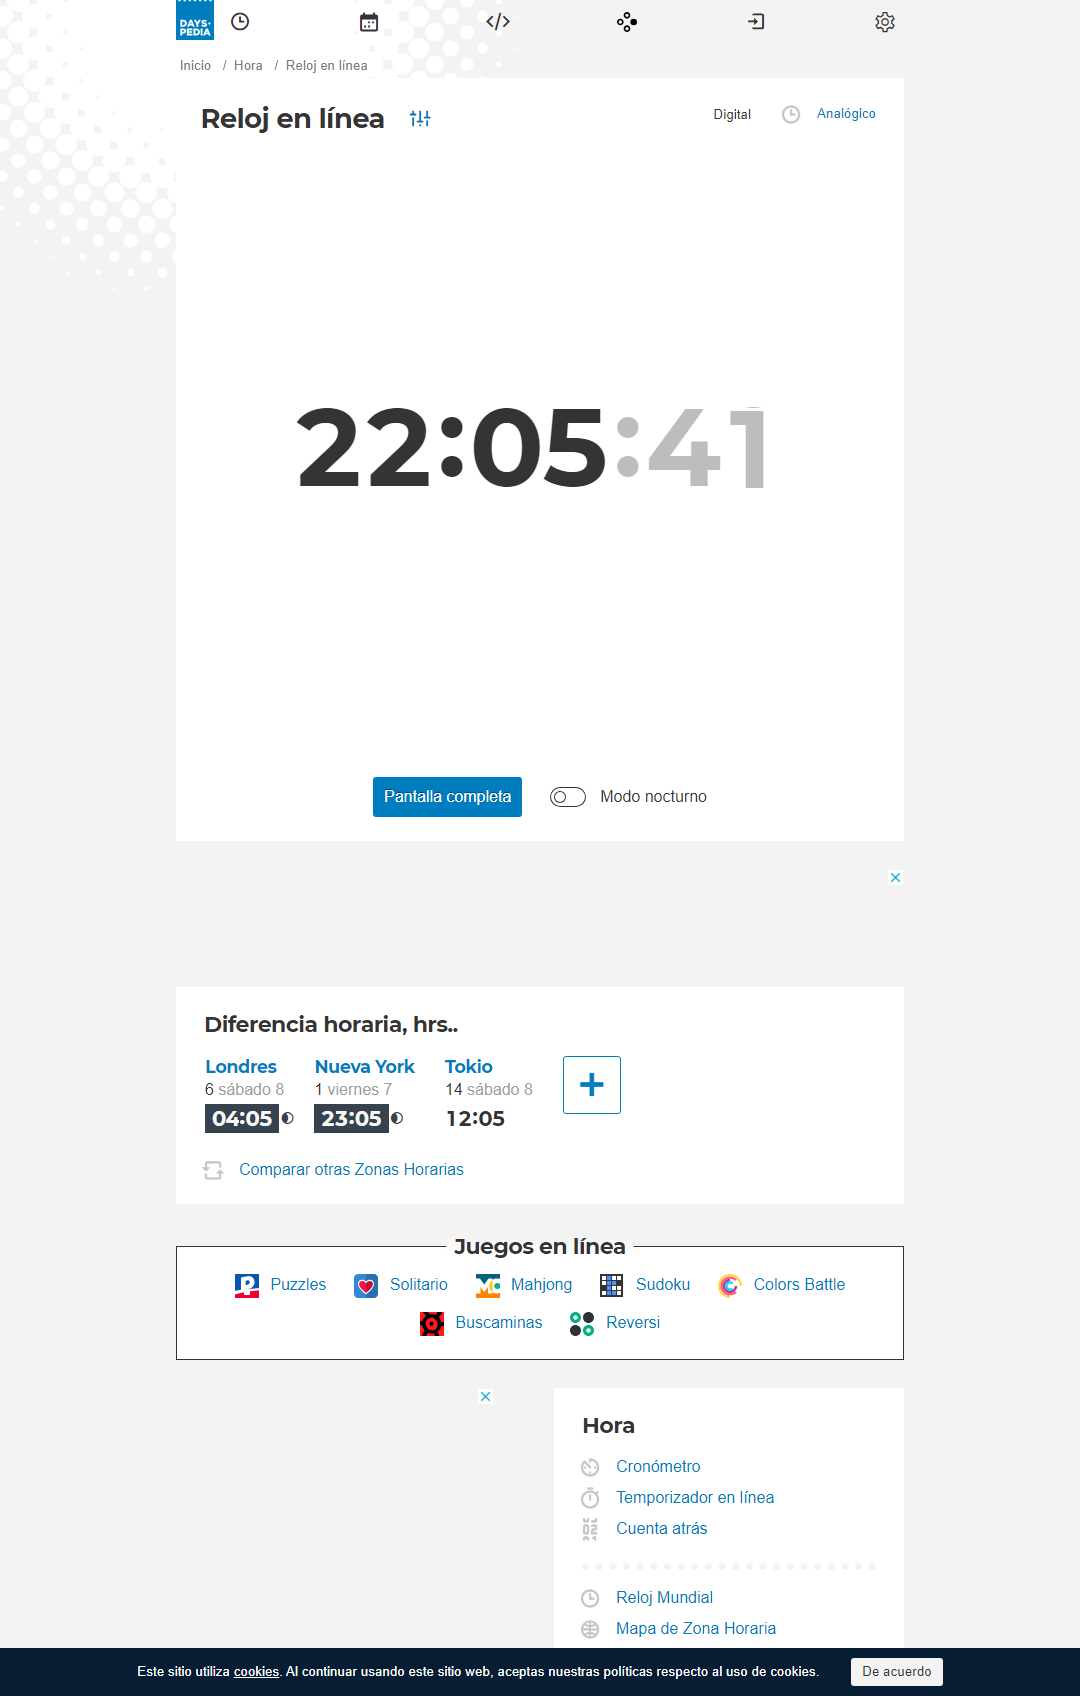 DAYS·
PEDIA
Inicio / Hora / Reloj en línea
Reloj en línea
Digital
Analógico
22:05:41
Pantalla completa
Modo nocturno
Diferencia horaria, hrs..
Londres
6 sábado 8
04:05
Nueva York
1 viernes 7
23:05
Tokio
14 sábado 8
12:05
Comparar otras Zonas Horarias
Juegos en línea
Puzzles
Solitario
Mahjong
Sudoku
Colors Battle
Buscaminas
Reversi
Hora
Cronómetro
Temporizador en línea
Cuenta atrás
Reloj Mundial
Mapa de Zona Horaria
Este sitio utiliza cookies. Al continuar usando este sitio web, aceptas nuestras políticas respecto al uso de cookies.
De acuerdo